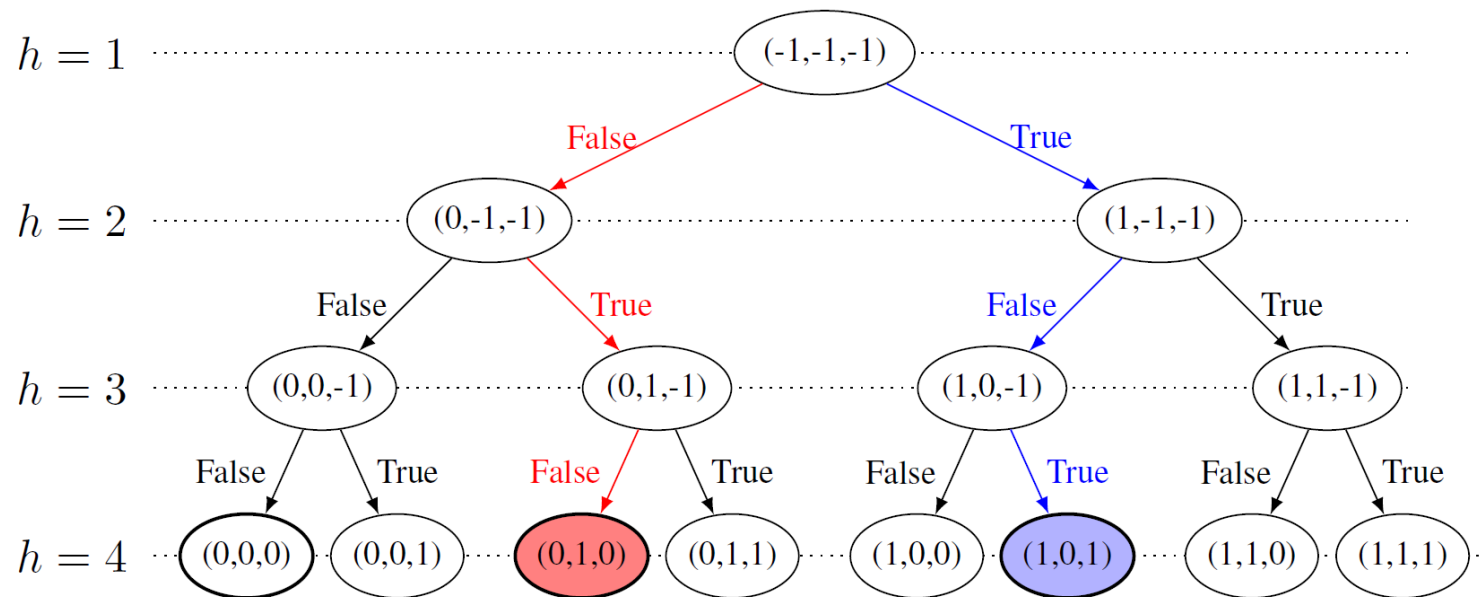 h = 1
(-1,-1,-1)
False
True
h = 2
(0,-1,-1)
(1,-1,-1)
False
True
False
True
h = 3
(0,0,-1)
(0,1,-1)
(1,0,-1)
(1,1,-1)
False
True
False
True
False
True
False
True
h = 4
(0,0,0)
(0,0,1)
(0,1,0)
(0,1,1)
(1,0,0)
(1,0,1)
(1,1,0)
(1,1,1)